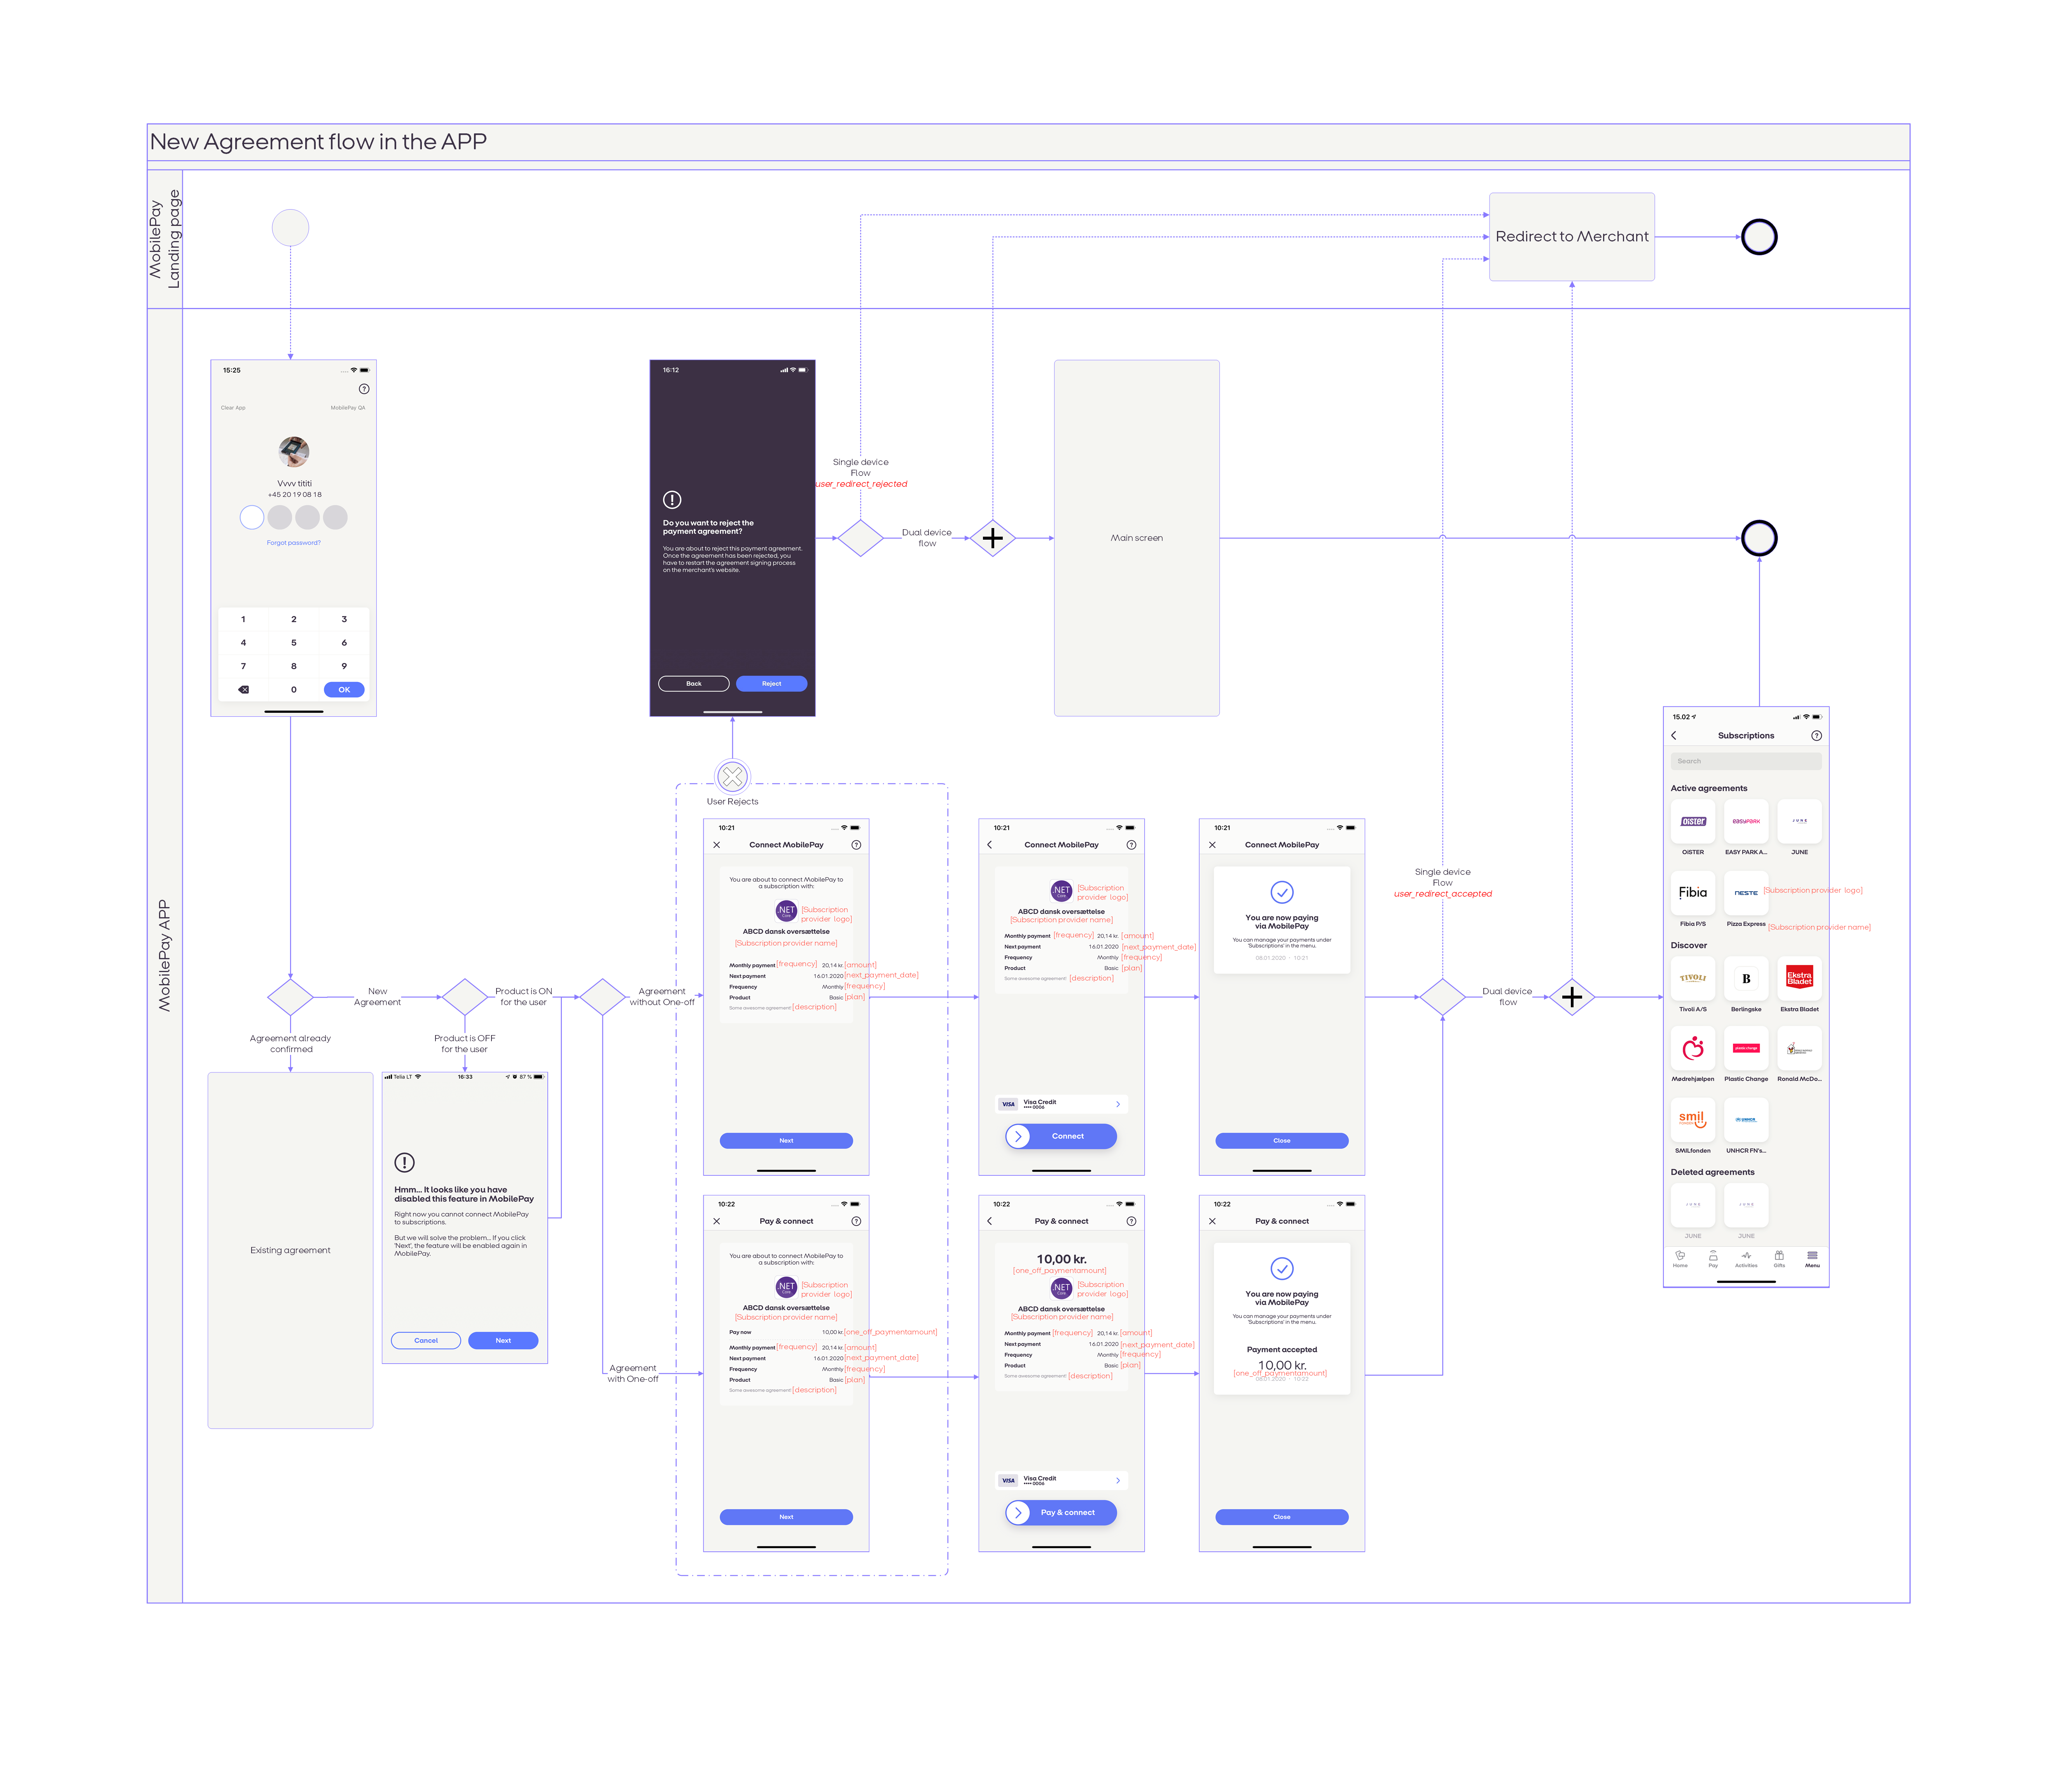 New Agreement flow in the APP
MobilePay
Landing page
Redirect to Merchant
MobilePay APP
15:25
Clear App
MobilePay QA
Vvvv tititi
+45 20 19 08 18
Forgot password?
1 2 3
4 5 6
7 8 9
0 OK
16:12
Do you want to reject the
payment agreement?
You are about to reject this payment agreement.
Once the agreement has been rejected, you
have to restart the agreement signing process
on the merchant's website.
Back
Reject
Single device
Flow
user_redirect_rejected
Dual device
flow
Main screen
User Rejects
New
Agreement
Agreement already
confirmed
Existing agreement
Product is ON
for the user
Product is OFF
for the user
Telia LT
16:33
87 %
Hmm... It looks like you have
disabled this feature in MobilePay
Right now you cannot connect MobilePay
to subscriptions.
But we will solve the problem... If you click
'Next', the feature will be enabled again in
MobilePay.
Cancel
Next
Agreement
without One-off
Agreement
with One-off
10:21
Connect MobilePay
You are about to connect MobilePay to
a subscription with:
.NET
Core
[Subscription
provider logo]
ABCD dansk oversættelse
[Subscription provider name]
Monthly payment [frequency] 20,14 kr. [amount]
Next payment 16.01.2020 [next_payment_date]
Frequency Monthly [frequency]
Product Basic [plan]
Some awesome agreement! [description]
Next
10:21
Connect MobilePay
.NET
Core
[Subscription
provider logo]
ABCD dansk oversættelse
[Subscription provider name]
Monthly payment [frequency] 20,14 kr. [amount]
Next payment 16.01.2020 [next_payment_date]
Frequency Monthly [frequency]
Product Basic [plan]
Some awesome agreement! [description]
VISA
Visa Credit
•••• 0006
Connect
10:21
Connect MobilePay
You are now paying
via MobilePay
You can manage your payments under
'Subscriptions' in the menu.
08.01.2020 - 10:21
Close
10:22
Pay & connect
You are about to connect MobilePay to
a subscription with:
.NET
Core
[Subscription
provider logo]
ABCD dansk oversættelse
[Subscription provider name]
Pay now 10,00 kr. [one_off_paymentamount]
Monthly payment [frequency] 20,14 kr. [amount]
Next payment 16.01.2020 [next_payment_date]
Frequency Monthly [frequency]
Product Basic [plan]
Some awesome agreement! [description]
Next
10:22
Pay & connect
10,00 kr.
[one_off_paymentamount]
.NET
Core
[Subscription
provider logo]
ABCD dansk oversættelse
[Subscription provider name]
Monthly payment [frequency] 20,14 kr. [amount]
Next payment 16.01.2020 [next_payment_date]
Frequency Monthly [frequency]
Product Basic [plan]
Some awesome agreement! [description]
VISA
Visa Credit
•••• 0006
Pay & connect
10:22
Pay & connect
You are now paying
via MobilePay
You can manage your payments under
'Subscriptions' in the menu.
Payment accepted
10,00 kr.
[one_off_paymentamount]
08.01.2020 - 10:22
Close
Single device
Flow
user_redirect_accepted
Dual device
flow
15.02
Subscriptions
Search
Active agreements
OiSTER
EASYPARK
JUNE
OiSTER
EASY PARK A...
JUNE
Fibia
NESTE
[Subscription provider logo]
Fibia P/S
Pizza Express
[Subscription provider name]
Discover
TIVOLI
B
Ekstra
Bladet
Tivoli A/S
Berlingske
Ekstra Bladet
plastic change
Mødrehjælpen
Plastic Change
Ronald McDo...
smil
FONDEN
UNHCR
SMILfonden
UNHCR FN's...
Deleted agreements
JUNE
JUNE
JUNE
JUNE
Home
Pay
Activities
Gifts
Menu